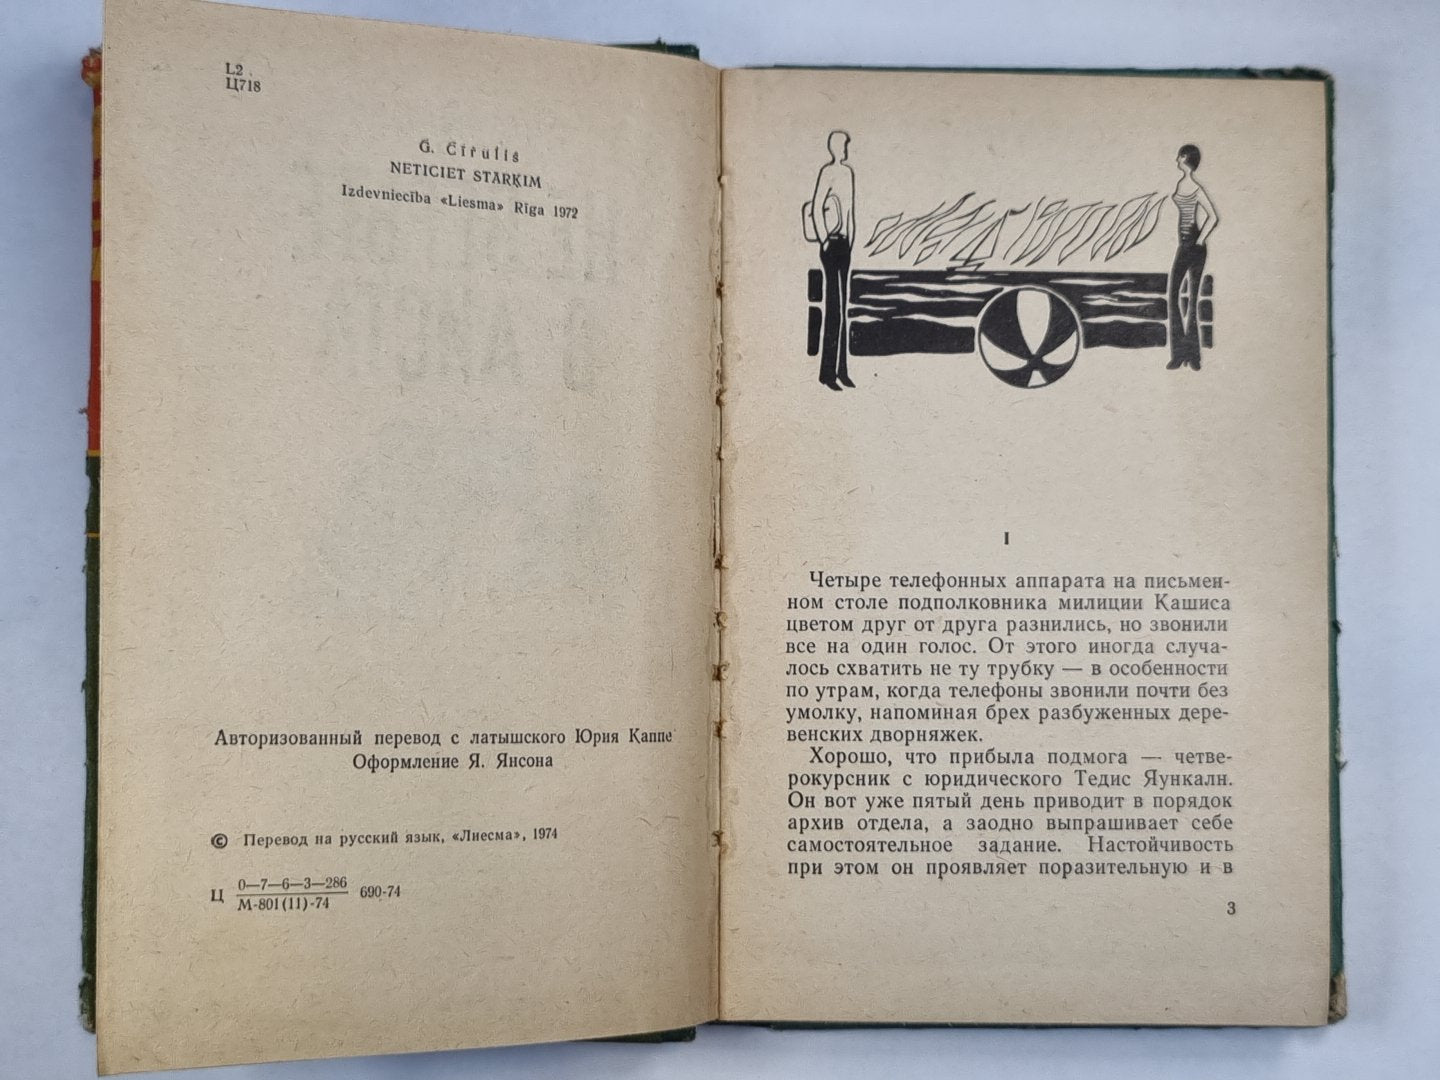 L2
Ц718
G. Cīrulis
NETICIET STĀRĶIM
Izdevniecība «Liesma» Rīgā 1972
Авторизованный перевод с латышского Юрия Каппе
Оформление Я. Янсона
© Перевод на русский язык, «Лиесма», 1974
Ц 0—7—6—3—286 690-74
М-801(11)-74
I
Четыре телефонных аппарата на письмен-
ном столе подполковника милиции Кашиса
цветом друг от друга разнились, но звонили
все на один голос. От этого иногда случа-
лось схватить не ту трубку — в особенности
по утрам, когда телефоны звонили почти без
умолку, напоминая брех разбуженных дере-
венских дворняжек.
Хорошо, что прибыла подмога — четве-
рокурсник с юридического Тедис Яункалн.
Он вот уже пятый день приводит в порядок
архив отдела, а заодно выпрашивает себе
самостоятельное задание. Настойчивость
при этом он проявляет поразительную и в
3